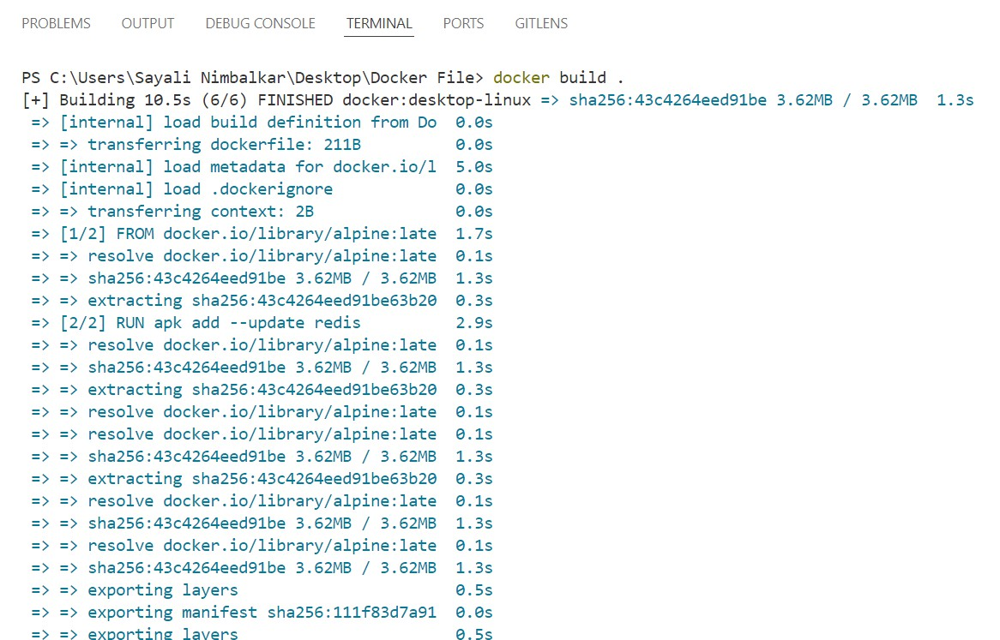 PROBLEMS OUTPUT DEBUG CONSOLE TERMINAL PORTS GITLENS
PS C:\Users\Sayali Nimbalkar\Desktop\Docker File> docker build .
[+] Building 10.5s (6/6) FINISHED docker:desktop-linux => sha256:43c4264eed91be 3.62MB / 3.62MB 1.3s
=> [internal] load build definition from Do 0.0s
=> => transferring dockerfile: 211B 0.0s
=> [internal] load metadata for docker.io/l 5.0s
=> [internal] load .dockerignore 0.0s
=> => transferring context: 2B 0.0s
=> [1/2] FROM docker.io/library/alpine:late 1.7s
=> => resolve docker.io/library/alpine:late 0.1s
=> => sha256:43c4264eed91be 3.62MB / 3.62MB 1.3s
=> => extracting sha256:43c4264eed91be63b20 0.3s
=> [2/2] RUN apk add --update redis 2.9s
=> => resolve docker.io/library/alpine:late 0.1s
=> => sha256:43c4264eed91be 3.62MB / 3.62MB 1.3s
=> => extracting sha256:43c4264eed91be63b20 0.3s
=> => resolve docker.io/library/alpine:late 0.1s
=> => resolve docker.io/library/alpine:late 0.1s
=> => sha256:43c4264eed91be 3.62MB / 3.62MB 1.3s
=> => extracting sha256:43c4264eed91be63b20 0.3s
=> => resolve docker.io/library/alpine:late 0.1s
=> => sha256:43c4264eed91be 3.62MB / 3.62MB 1.3s
=> => resolve docker.io/library/alpine:late 0.1s
=> => sha256:43c4264eed91be 3.62MB / 3.62MB 1.3s
=> => exporting layers 0.5s
=> => exporting manifest sha256:111f83d7a91 0.0s
=> => exporting layers 0.5s